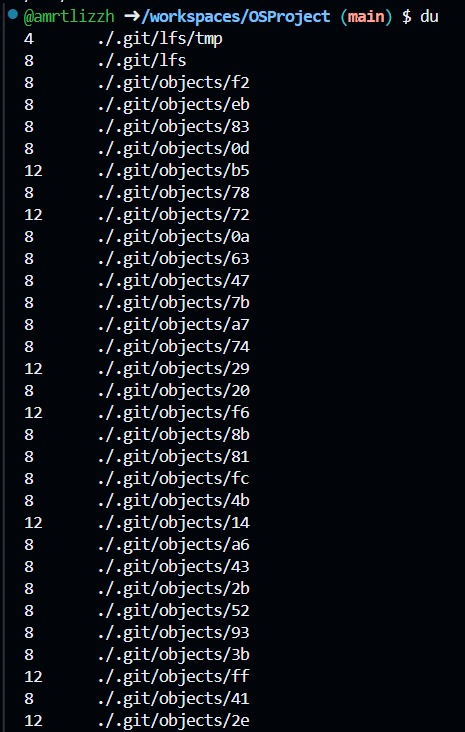 @amrtlizzh ➜/workspaces/OSProject (main) $ du
4 ./.git/lfs/tmp
8 ./.git/lfs
8 ./.git/objects/f2
8 ./.git/objects/eb
8 ./.git/objects/83
8 ./.git/objects/0d
12 ./.git/objects/b5
8 ./.git/objects/78
12 ./.git/objects/72
8 ./.git/objects/0a
8 ./.git/objects/63
8 ./.git/objects/47
8 ./.git/objects/7b
8 ./.git/objects/a7
8 ./.git/objects/74
12 ./.git/objects/29
8 ./.git/objects/20
12 ./.git/objects/f6
8 ./.git/objects/8b
8 ./.git/objects/81
8 ./.git/objects/fc
8 ./.git/objects/4b
12 ./.git/objects/14
8 ./.git/objects/a6
8 ./.git/objects/43
8 ./.git/objects/2b
8 ./.git/objects/52
8 ./.git/objects/93
8 ./.git/objects/3b
12 ./.git/objects/ff
8 ./.git/objects/41
12 ./.git/objects/2e